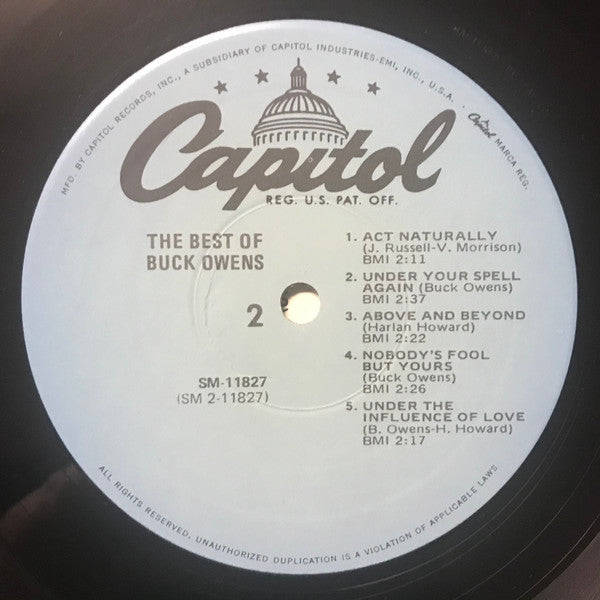 MFD. BY CAPITOL RECORDS, INC., A SUBSIDIARY OF CAPITOL INDUSTRIES-EMI, INC., U.S.A. · Capitol MARCA REG.
Capitol
REG. U.S. PAT. OFF.
THE BEST OF
BUCK OWENS
2
SM-11827
(SM 2-11827)
1. ACT NATURALLY
(J. Russell-V. Morrison)
BMI 2:11
2. UNDER YOUR SPELL
AGAIN (Buck Owens)
BMI 2:37
3. ABOVE AND BEYOND
(Harlan Howard)
BMI 2:22
4. NOBODY'S FOOL
BUT YOURS
(Buck Owens)
BMI 2:26
5. UNDER THE
INFLUENCE OF LOVE
(B. Owens-H. Howard)
BMI 2:17
ALL RIGHTS RESERVED. UNAUTHORIZED DUPLICATION IS A VIOLATION OF APPLICABLE LAWS